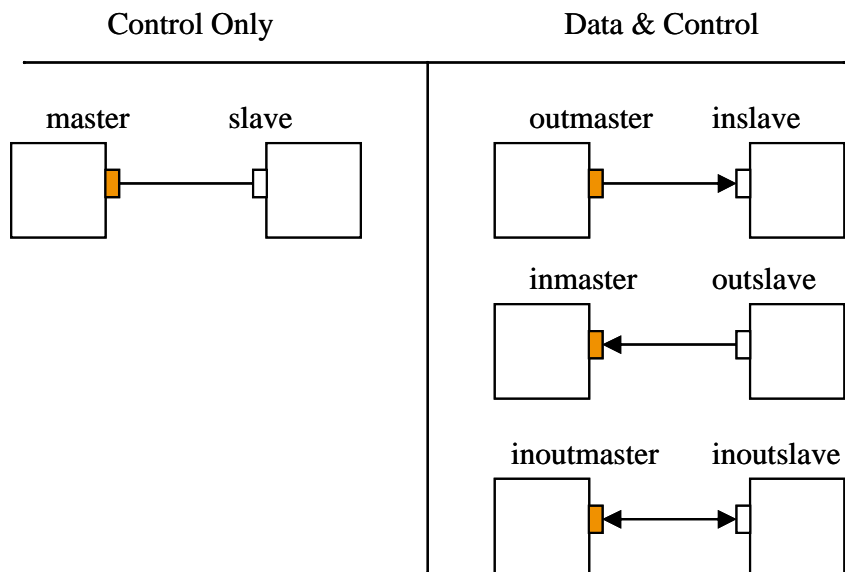 Control Only
Data & Control
master slave
outmaster inslave
inmaster outslave
inoutmaster inoutslave